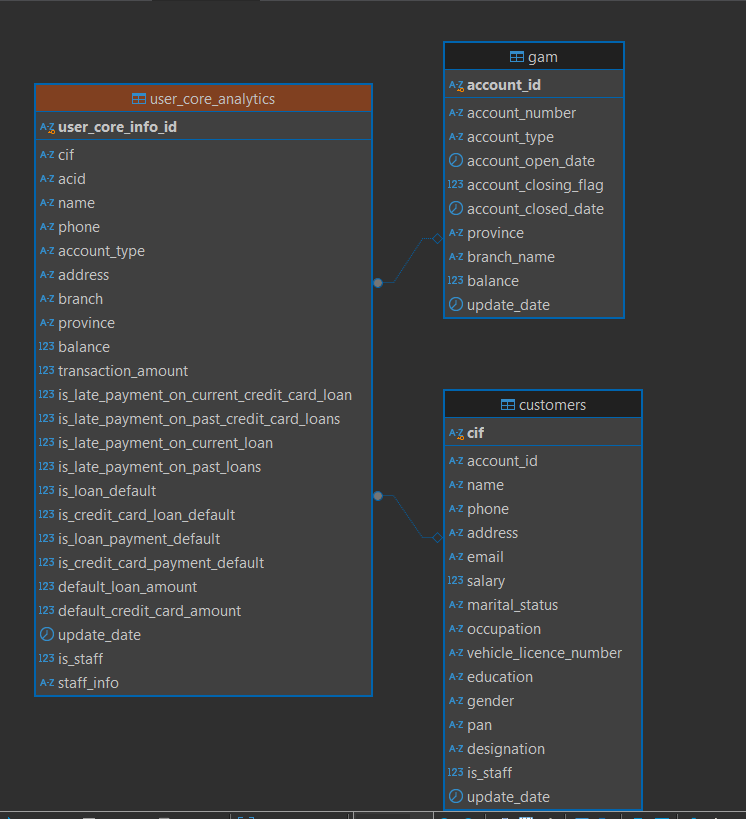 user_core_analytics
A-Z user_core_info_id
A-Z cif
A-Z acid
A-Z name
A-Z phone
A-Z account_type
A-Z address
A-Z branch
A-Z province
123 balance
123 transaction_amount
123 is_late_payment_on_current_credit_card_loan
123 is_late_payment_on_past_credit_card_loans
123 is_late_payment_on_current_loan
123 is_late_payment_on_past_loans
123 is_loan_default
123 is_credit_card_loan_default
123 is_loan_payment_default
123 is_credit_card_payment_default
123 default_loan_amount
123 default_credit_card_amount
update_date
123 is_staff
A-Z staff_info
gam
A-Z account_id
A-Z account_number
A-Z account_type
account_open_date
123 account_closing_flag
account_closed_date
A-Z province
A-Z branch_name
123 balance
update_date
customers
A-Z cif
A-Z account_id
A-Z name
A-Z phone
A-Z address
A-Z email
123 salary
A-Z marital_status
A-Z occupation
A-Z vehicle_licence_number
A-Z education
A-Z gender
A-Z pan
A-Z designation
123 is_staff
update_date